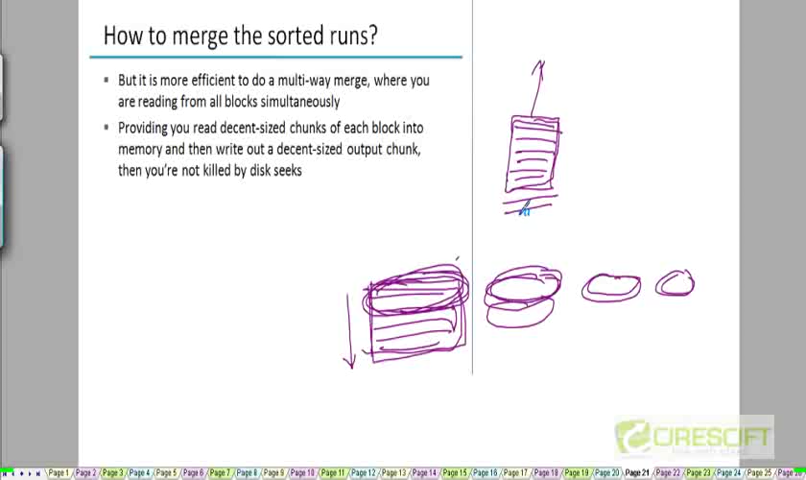 How to merge the sorted runs?
But it is more efficient to do a multi-way merge, where you
are reading from all blocks simultaneously
Providing you read decent-sized chunks of each block into
memory and then write out a decent-sized output chunk,
then you're not killed by disk seeks
Page 1 Page 2 Page 3 Page 4 Page 5 Page 6 Page 7 Page 8 Page 9 Page 10 Page 11 Page 12 Page 13 Page 14 Page 15 Page 16 Page 17 Page 18 Page 19 Page 20 Page 21 Page 22 Page 23 Page 24 Page 25